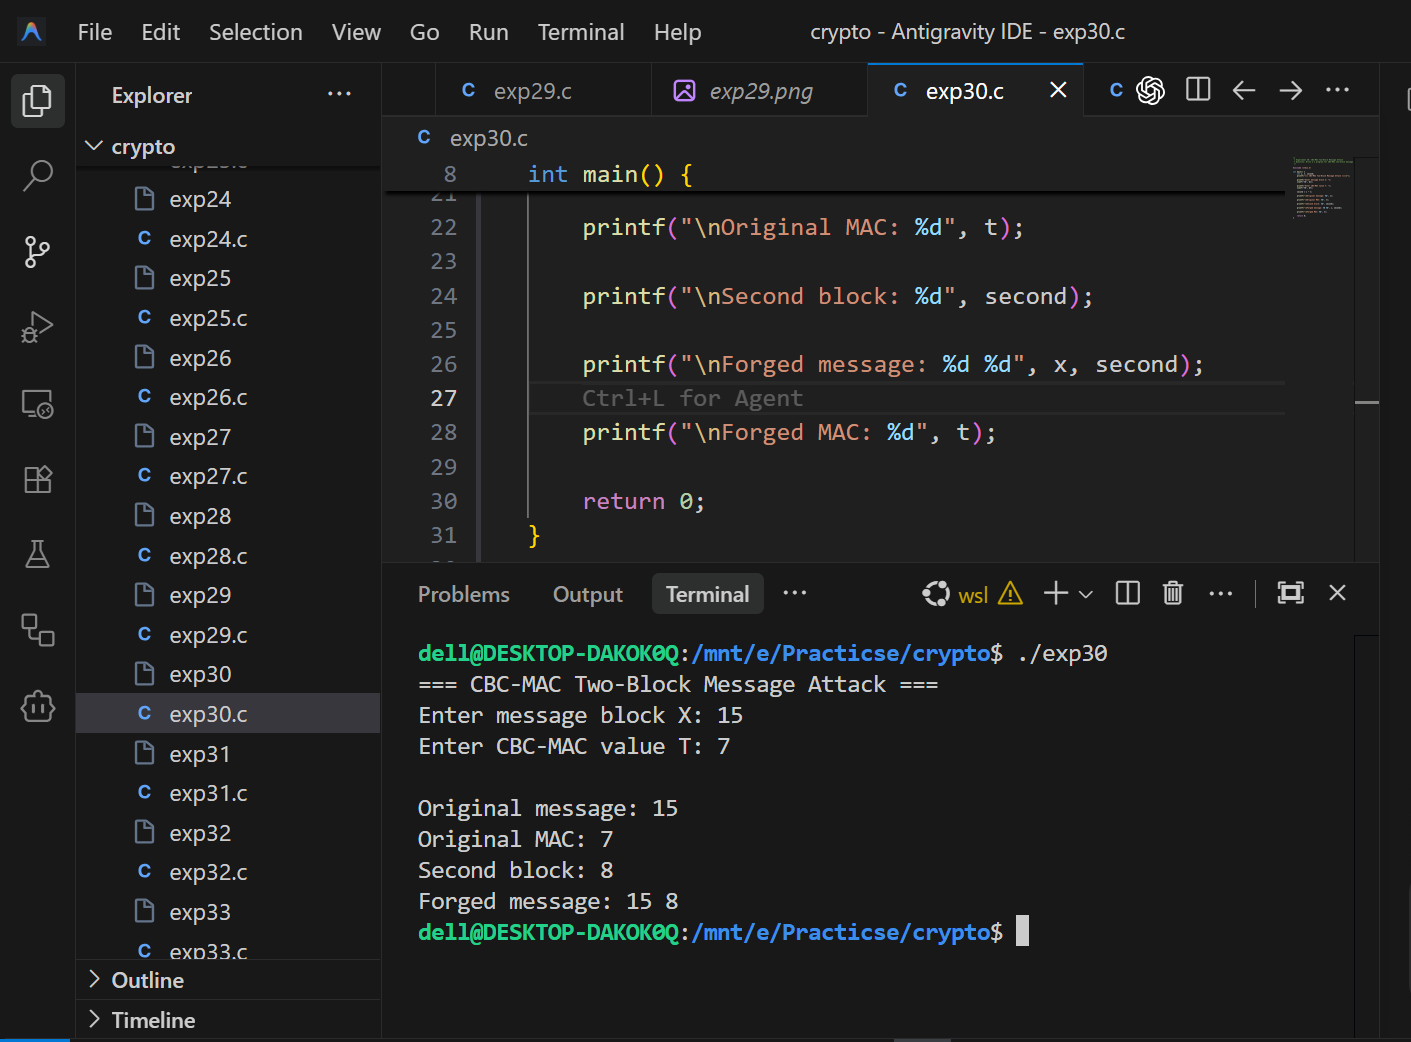 File Edit Selection View Go Run Terminal Help
crypto - Antigravity IDE - exp30.c
Explorer
crypto
exp24
exp24.c
exp25
exp25.c
exp26
exp26.c
exp27
exp27.c
exp28
exp28.c
exp29
exp29.c
exp30
exp30.c
exp31
exp31.c
exp32
exp32.c
exp33
exp33.c
Outline
Timeline
C exp29.c
exp29.png
C exp30.c
C
C exp30.c
8 int main() {
21
22 printf("\nOriginal MAC: %d", t);
23
24 printf("\nSecond block: %d", second);
25
26 printf("\nForged message: %d %d", x, second);
27 Ctrl+L for Agent
28 printf("\nForged MAC: %d", t);
29
30 return 0;
31 }
Problems Output Terminal
wsl
dell@DESKTOP-DAKOK0Q:/mnt/e/Practicse/crypto$ ./exp30
=== CBC-MAC Two-Block Message Attack ===
Enter message block X: 15
Enter CBC-MAC value T: 7
Original message: 15
Original MAC: 7
Second block: 8
Forged message: 15 8
dell@DESKTOP-DAKOK0Q:/mnt/e/Practicse/crypto$